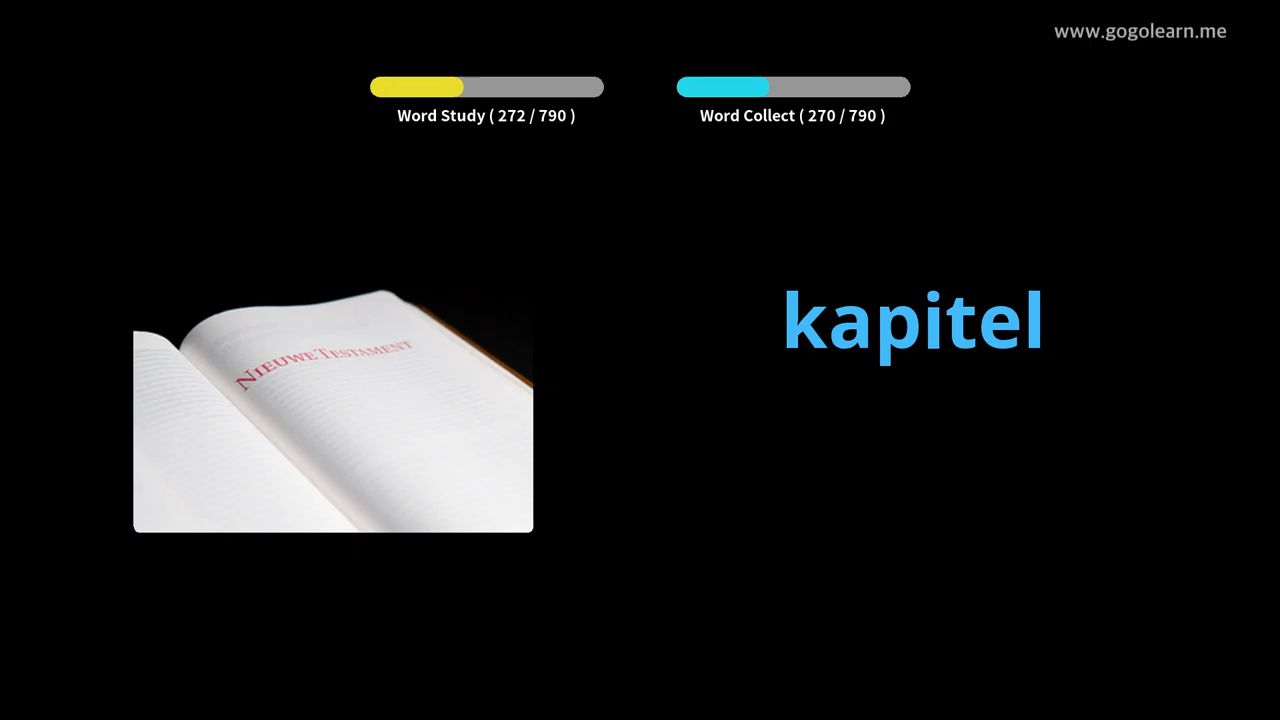 www.gogolearn.me
Word Study ( 272 / 790 )
Word Collect ( 270 / 790 )
NIEUWE TESTAMENT
kapitel